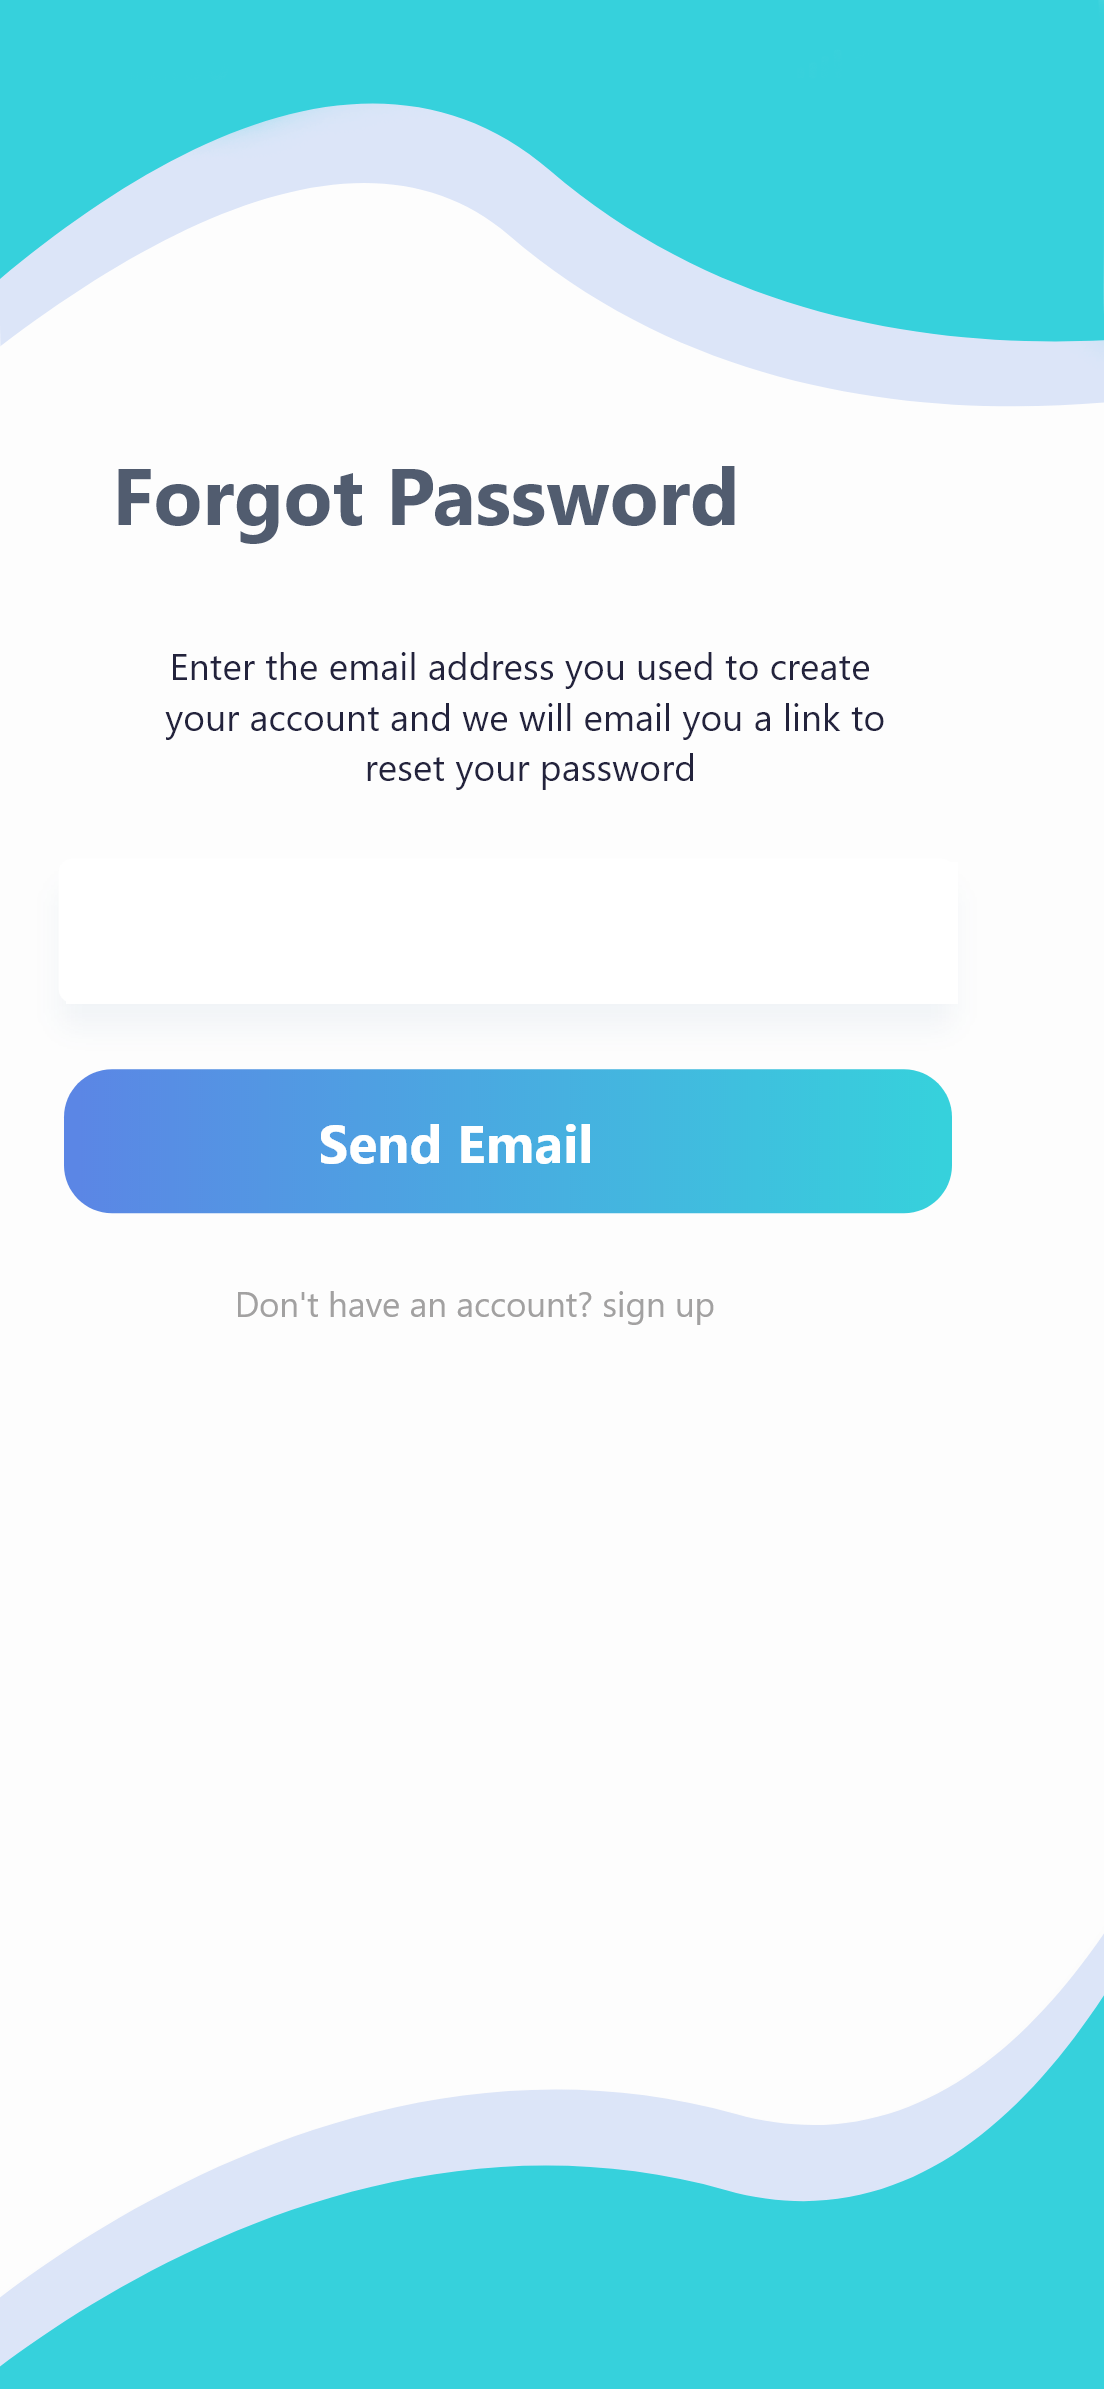 Forgot Password
Enter the email address you used to create
your account and we will email you a link to
reset your password
Send Email
Don't have an account? sign up